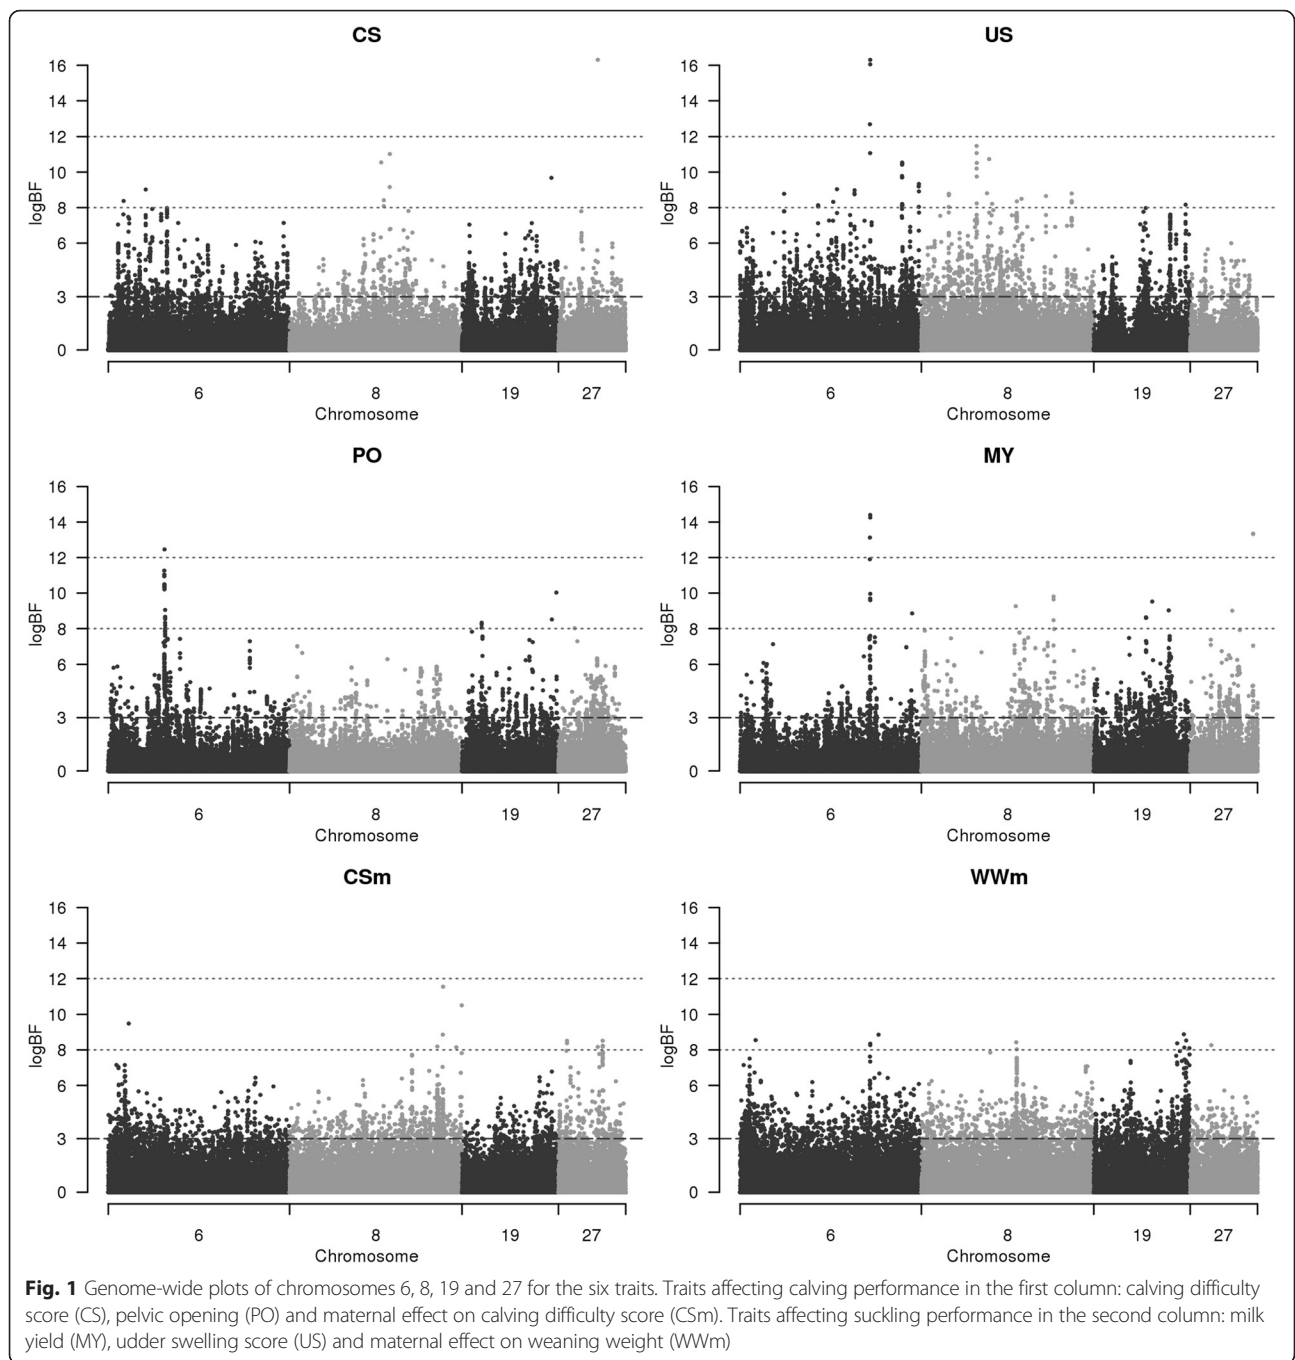 CS
16
14
12
10
8
6
3
0
logBF
6 8 19 27
Chromosome
US
16
14
12
10
8
6
3
0
logBF
6 8 19 27
Chromosome
PO
16
14
12
10
8
6
3
0
logBF
6 8 19 27
Chromosome
MY
16
14
12
10
8
6
3
0
logBF
6 8 19 27
Chromosome
CSm
16
14
12
10
8
6
3
0
logBF
6 8 19 27
Chromosome
WWm
16
14
12
10
8
6
3
0
logBF
6 8 19 27
Chromosome
Fig. 1 Genome-wide plots of chromosomes 6, 8, 19 and 27 for the six traits. Traits affecting calving performance in the first column: calving difficulty
score (CS), pelvic opening (PO) and maternal effect on calving difficulty score (CSm). Traits affecting suckling performance in the second column: milk
yield (MY), udder swelling score (US) and maternal effect on weaning weight (WWm)